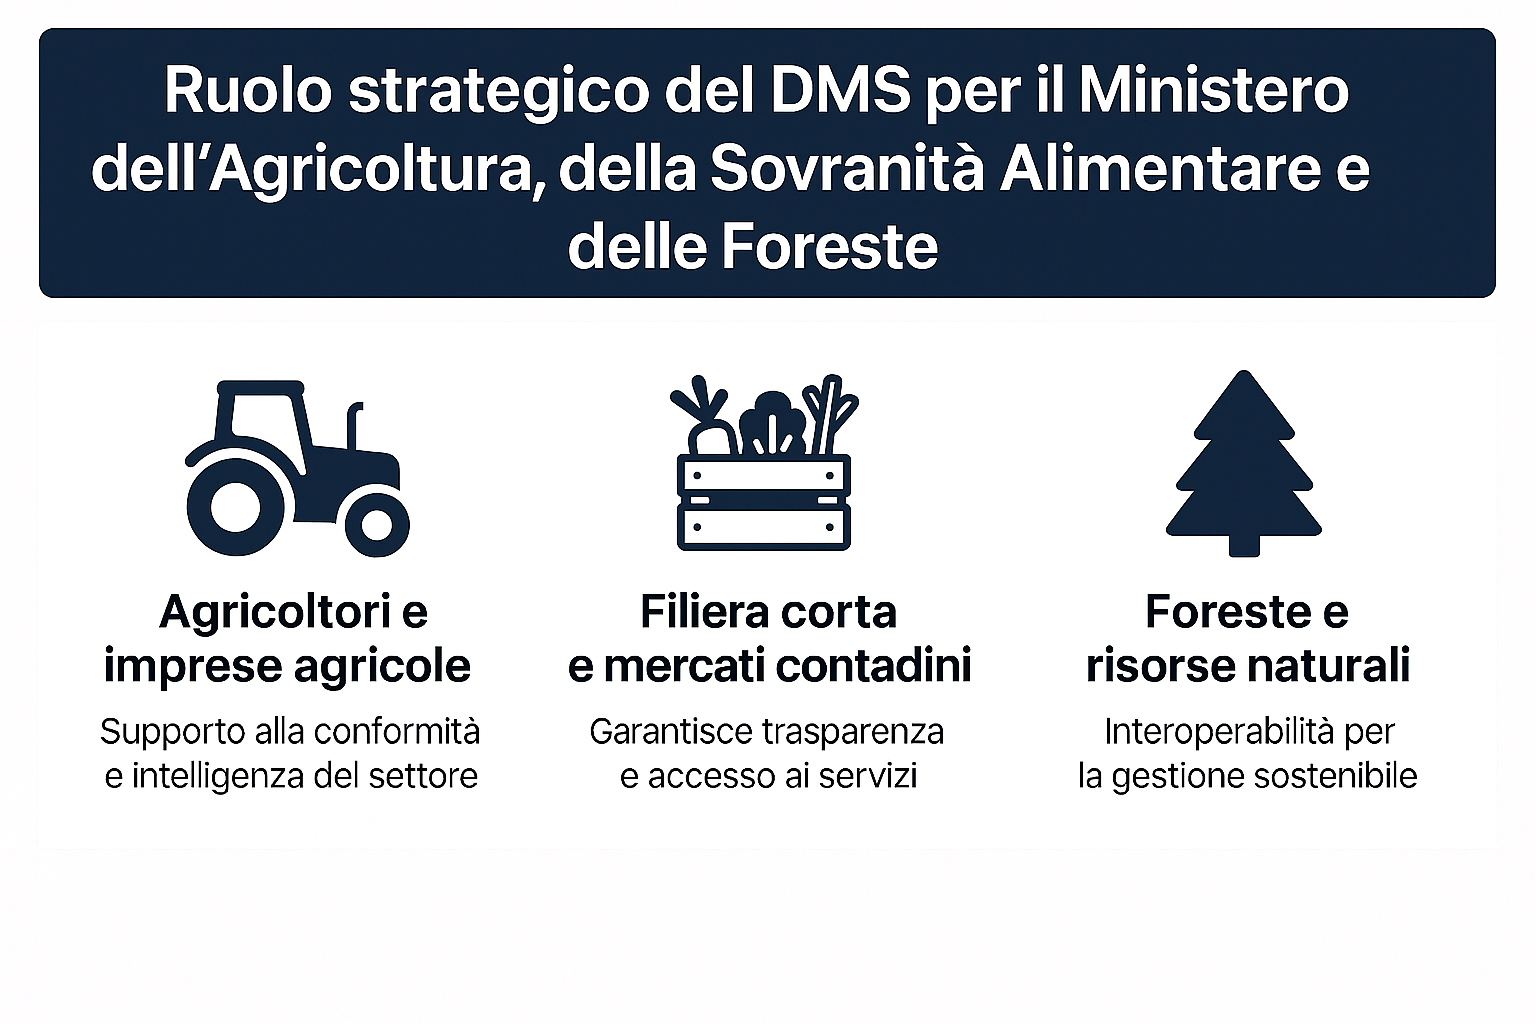 Ruolo strategico del DMS per il Ministero
dell'Agricoltura, della Sovranità Alimentare e
delle Foreste
Agricoltori e
imprese agricole
Supporto alla conformità
e intelligenza del settore
Filiera corta
e mercati contadini
Garantisce trasparenza
e accesso ai servizi
Foreste e
risorse naturali
Interoperabilità per
la gestione sostenibile